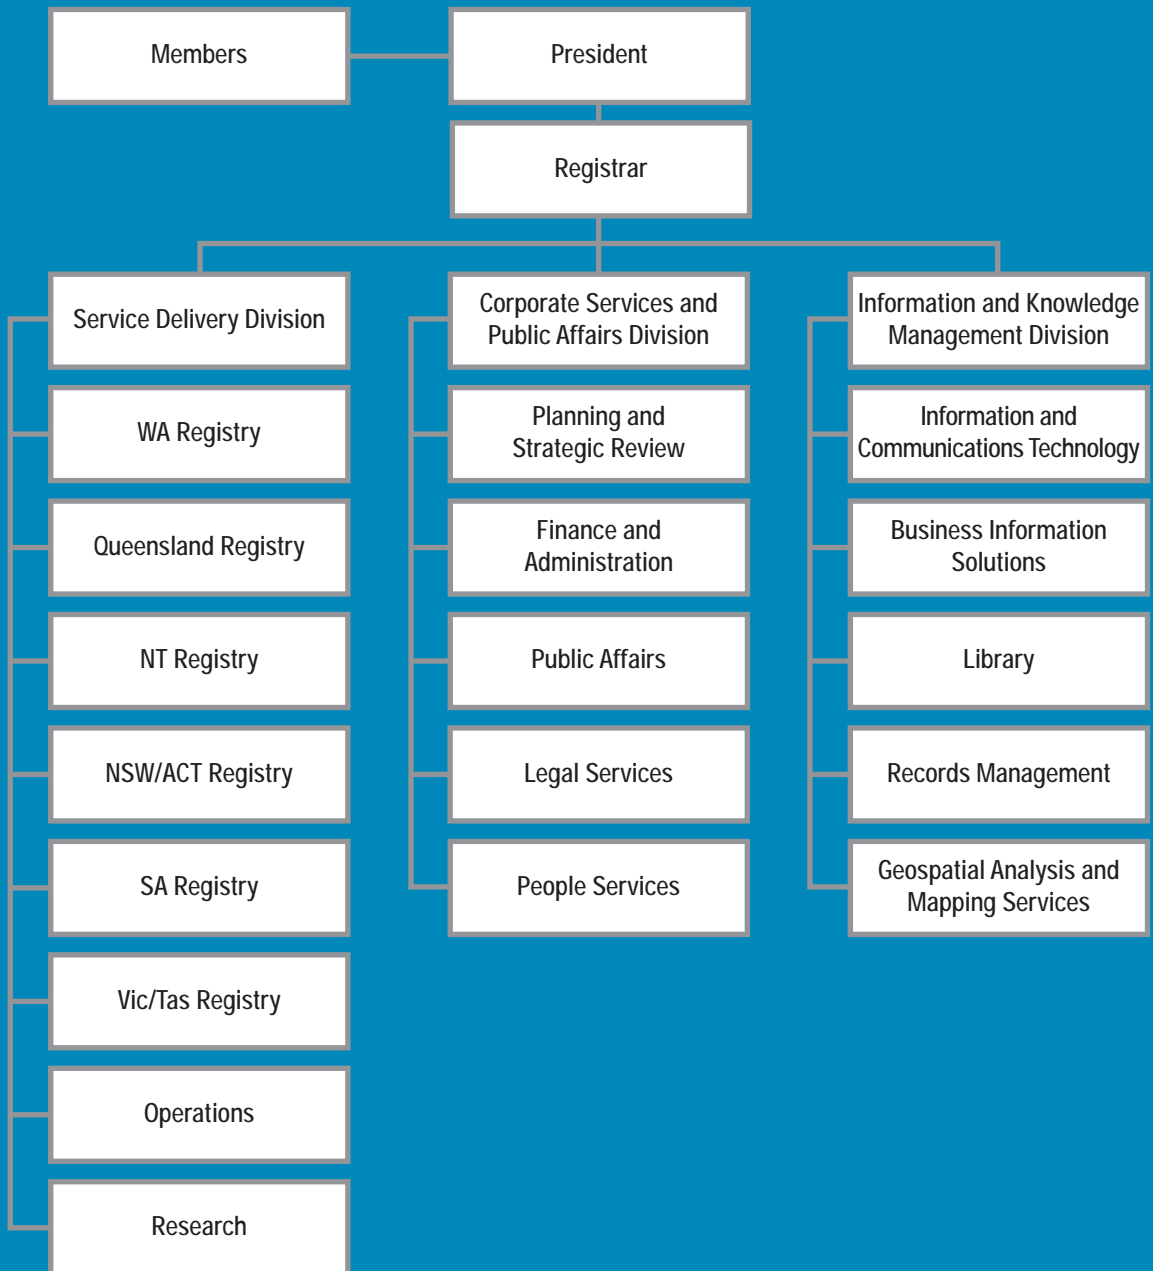 Members
President
Registrar
Service Delivery Division
WA Registry
Queensland Registry
NT Registry
NSW/ACT Registry
SA Registry
Vic/Tas Registry
Operations
Research
Corporate Services and
Public Affairs Division
Planning and
Strategic Review
Finance and
Administration
Public Affairs
Legal Services
People Services
Information and Knowledge
Management Division
Information and
Communications Technology
Business Information
Solutions
Library
Records Management
Geospatial Analysis and
Mapping Services